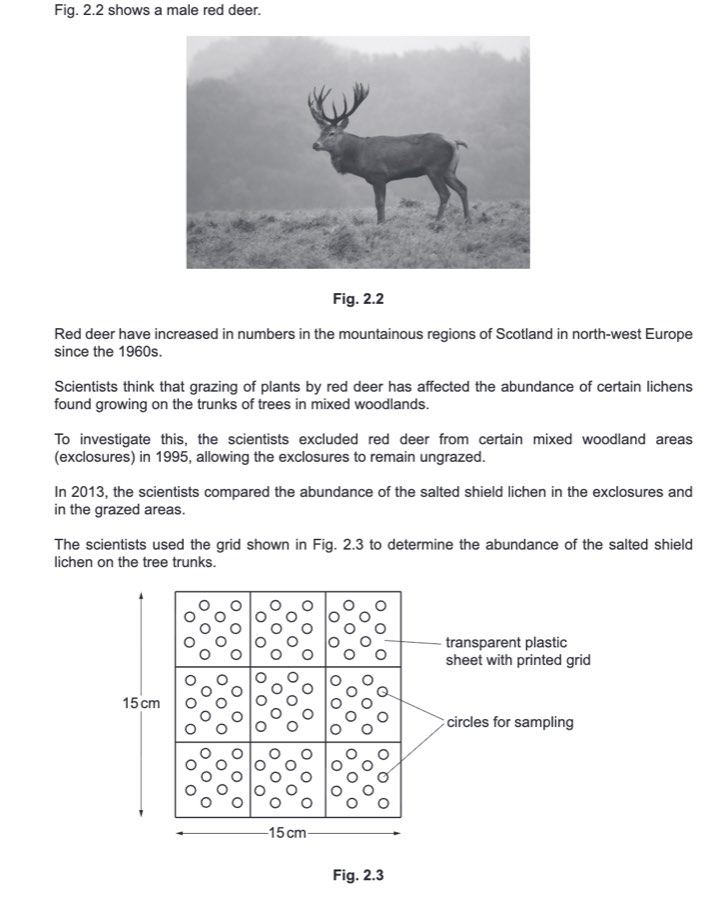 Fig. 2.2 shows a male red deer.
Fig. 2.2
Red deer have increased in numbers in the mountainous regions of Scotland in north-west Europe
since the 1960s.
Scientists think that grazing of plants by red deer has affected the abundance of certain lichens
found growing on the trunks of trees in mixed woodlands.
To investigate this, the scientists excluded red deer from certain mixed woodland areas
(exclosures) in 1995, allowing the exclosures to remain ungrazed.
In 2013, the scientists compared the abundance of the salted shield lichen in the exclosures and
in the grazed areas.
The scientists used the grid shown in Fig. 2.3 to determine the abundance of the salted shield
lichen on the tree trunks.
transparent plastic
sheet with printed grid
15 cm
circles for sampling
15 cm
Fig. 2.3